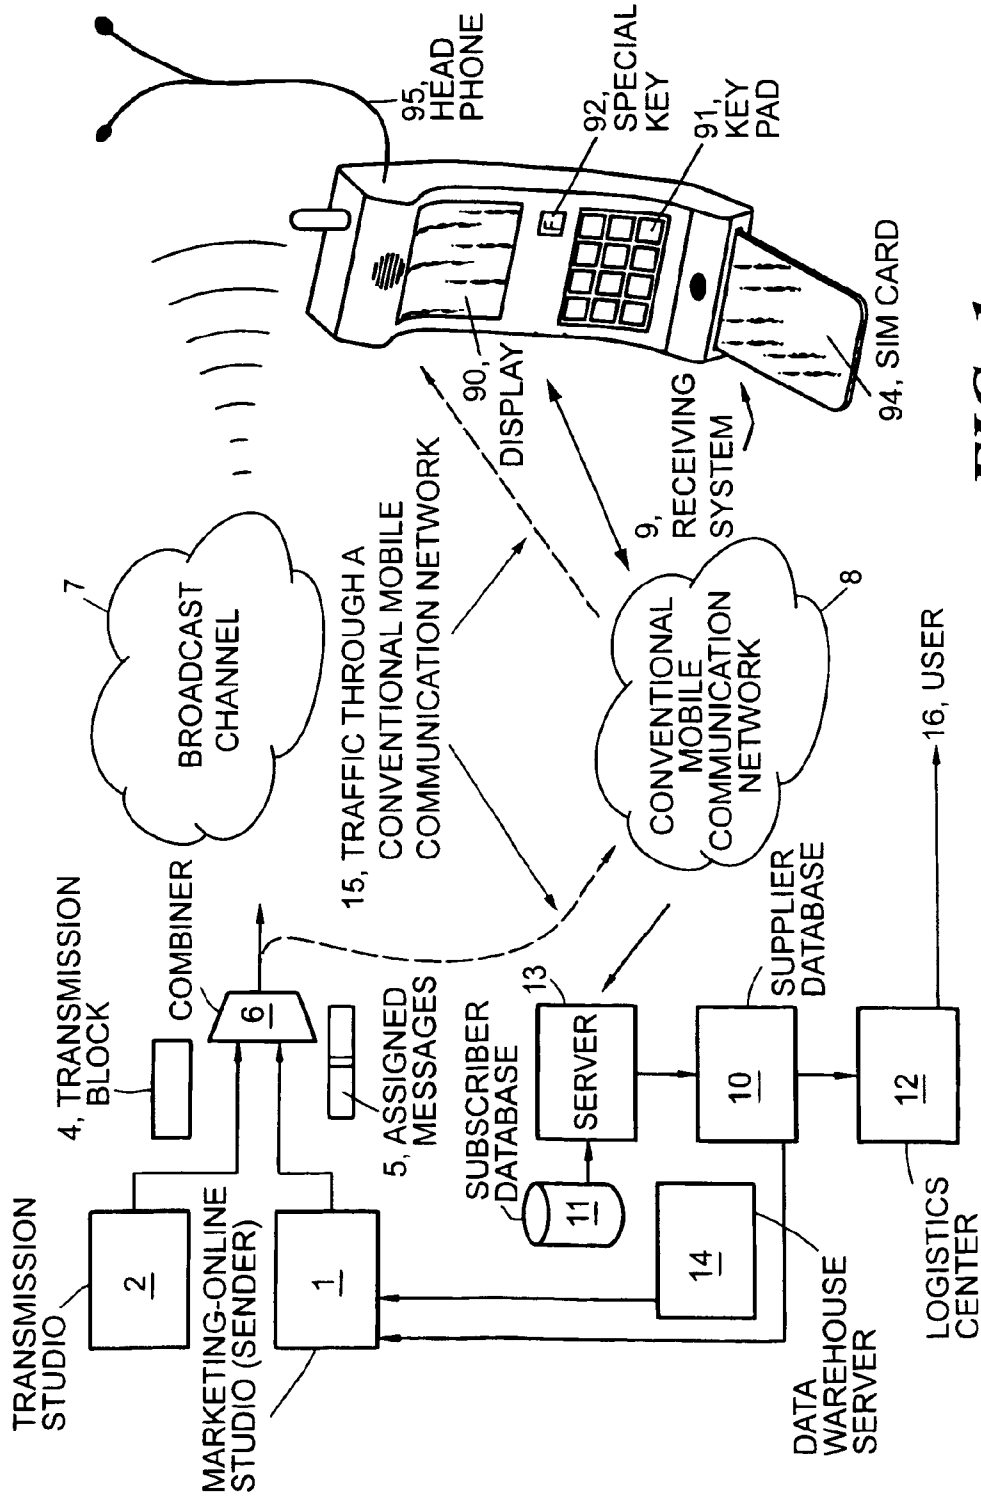 TRANSMISSION
STUDIO
2
MARKETING-ONLINE
STUDIO (SENDER)
1
4, TRANSMISSION
BLOCK
COMBINER
6
5, ASSIGNED
MESSAGES
7
BROADCAST
CHANNEL
15, TRAFFIC THROUGH A
CONVENTIONAL MOBILE
COMMUNICATION NETWORK
95,
HEAD
PHONE
92,
SPECIAL
KEY
F
91,
KEY
PAD
90,
DISPLAY
9,
RECEIVING
SYSTEM
94, SIM CARD
CONVENTIONAL
MOBILE
COMMUNICATION
NETWORK
8
SUBSCRIBER
DATABASE
11
13
SERVER
10
SUPPLIER
DATABASE
14
DATA
WAREHOUSE
SERVER
12
LOGISTICS
CENTER
16, USER